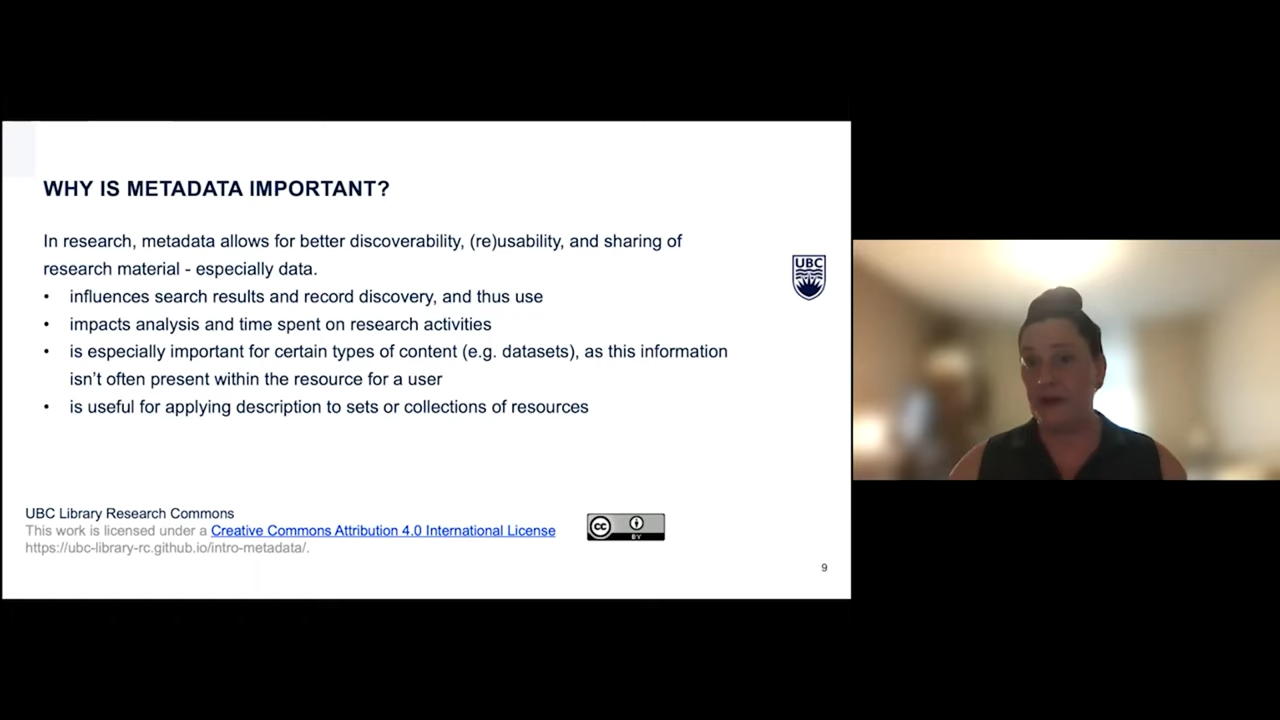 WHY IS METADATA IMPORTANT?
In research, metadata allows for better discoverability, (re)usability, and sharing of
research material - especially data.
• influences search results and record discovery, and thus use
• impacts analysis and time spent on research activities
• is especially important for certain types of content (e.g. datasets), as this information
isn’t often present within the resource for a user
• is useful for applying description to sets or collections of resources
UBC
UBC Library Research Commons
This work is licensed under a Creative Commons Attribution 4.0 International License
https://ubc-library-rc.github.io/intro-metadata/.
cc
BY
9